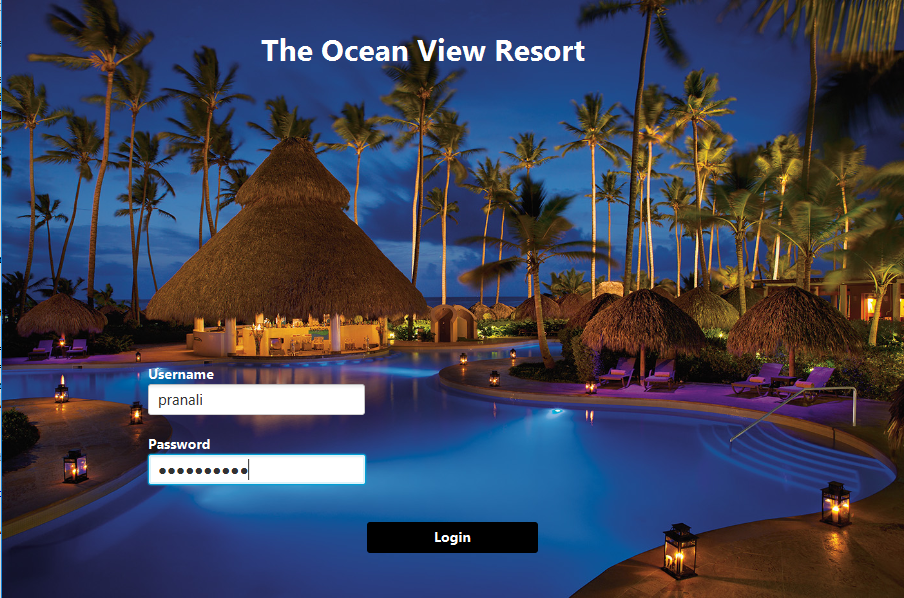 The Ocean View Resort
Username
pranali
Password
●●●●●●●●●●
Login